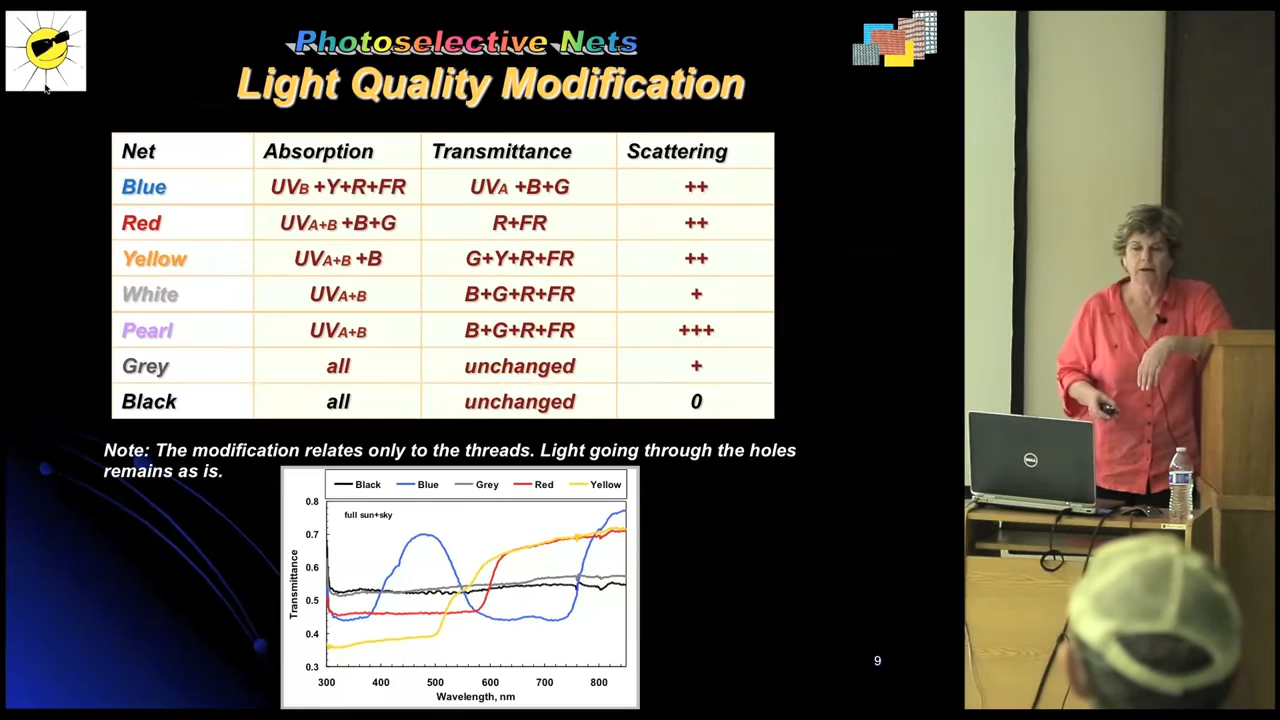 Photoselective Nets
Light Quality Modification
Net Absorption Transmittance Scattering
Blue UVB +Y+R+FR UVA +B+G ++
Red UVA+B +B+G R+FR ++
Yellow UVA+B +B G+Y+R+FR ++
White UVA+B B+G+R+FR +
Pearl UVA+B B+G+R+FR +++
Grey all unchanged +
Black all unchanged 0
Note: The modification relates only to the threads. Light going through the holes
remains as is.
Black Blue Grey Red Yellow
full sun+sky
0.8
0.7
0.6
0.5
0.4
0.3
Transmittance
300 400 500 600 700 800
Wavelength, nm
9
DELL